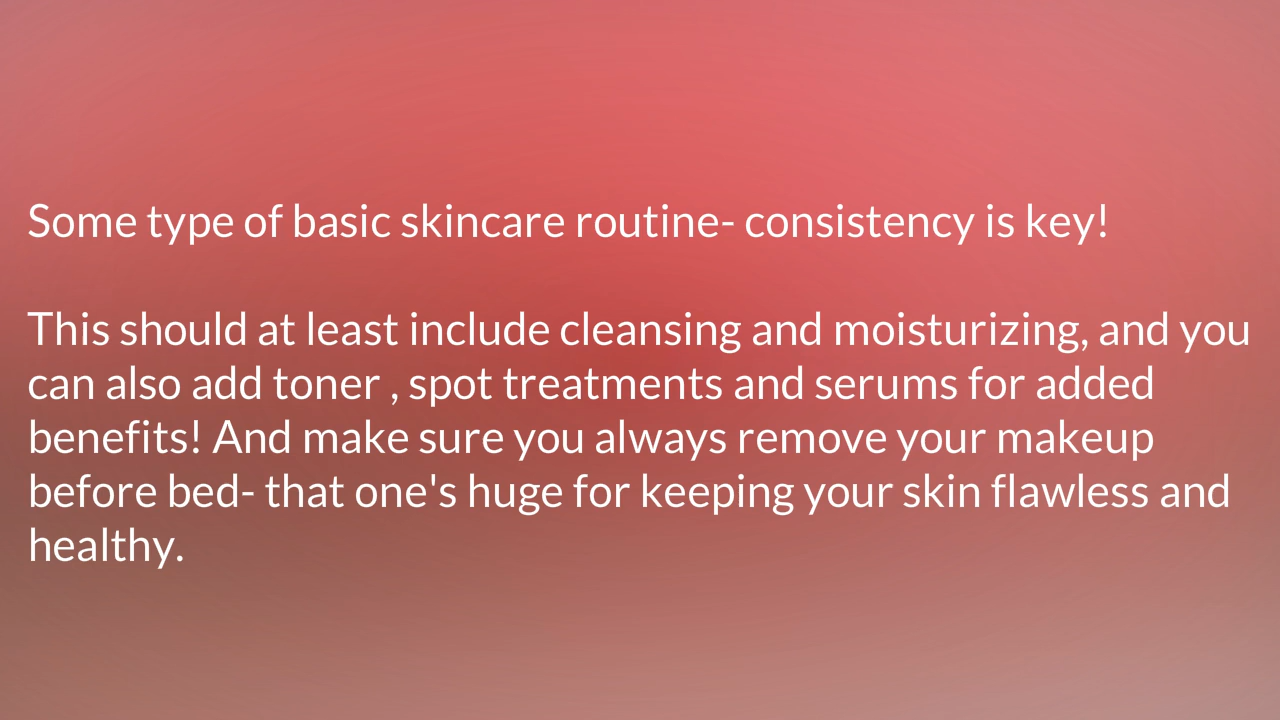 Some type of basic skincare routine- consistency is key!
This should at least include cleansing and moisturizing, and you
can also add toner , spot treatments and serums for added
benefits! And make sure you always remove your makeup
before bed- that one's huge for keeping your skin flawless and
healthy.